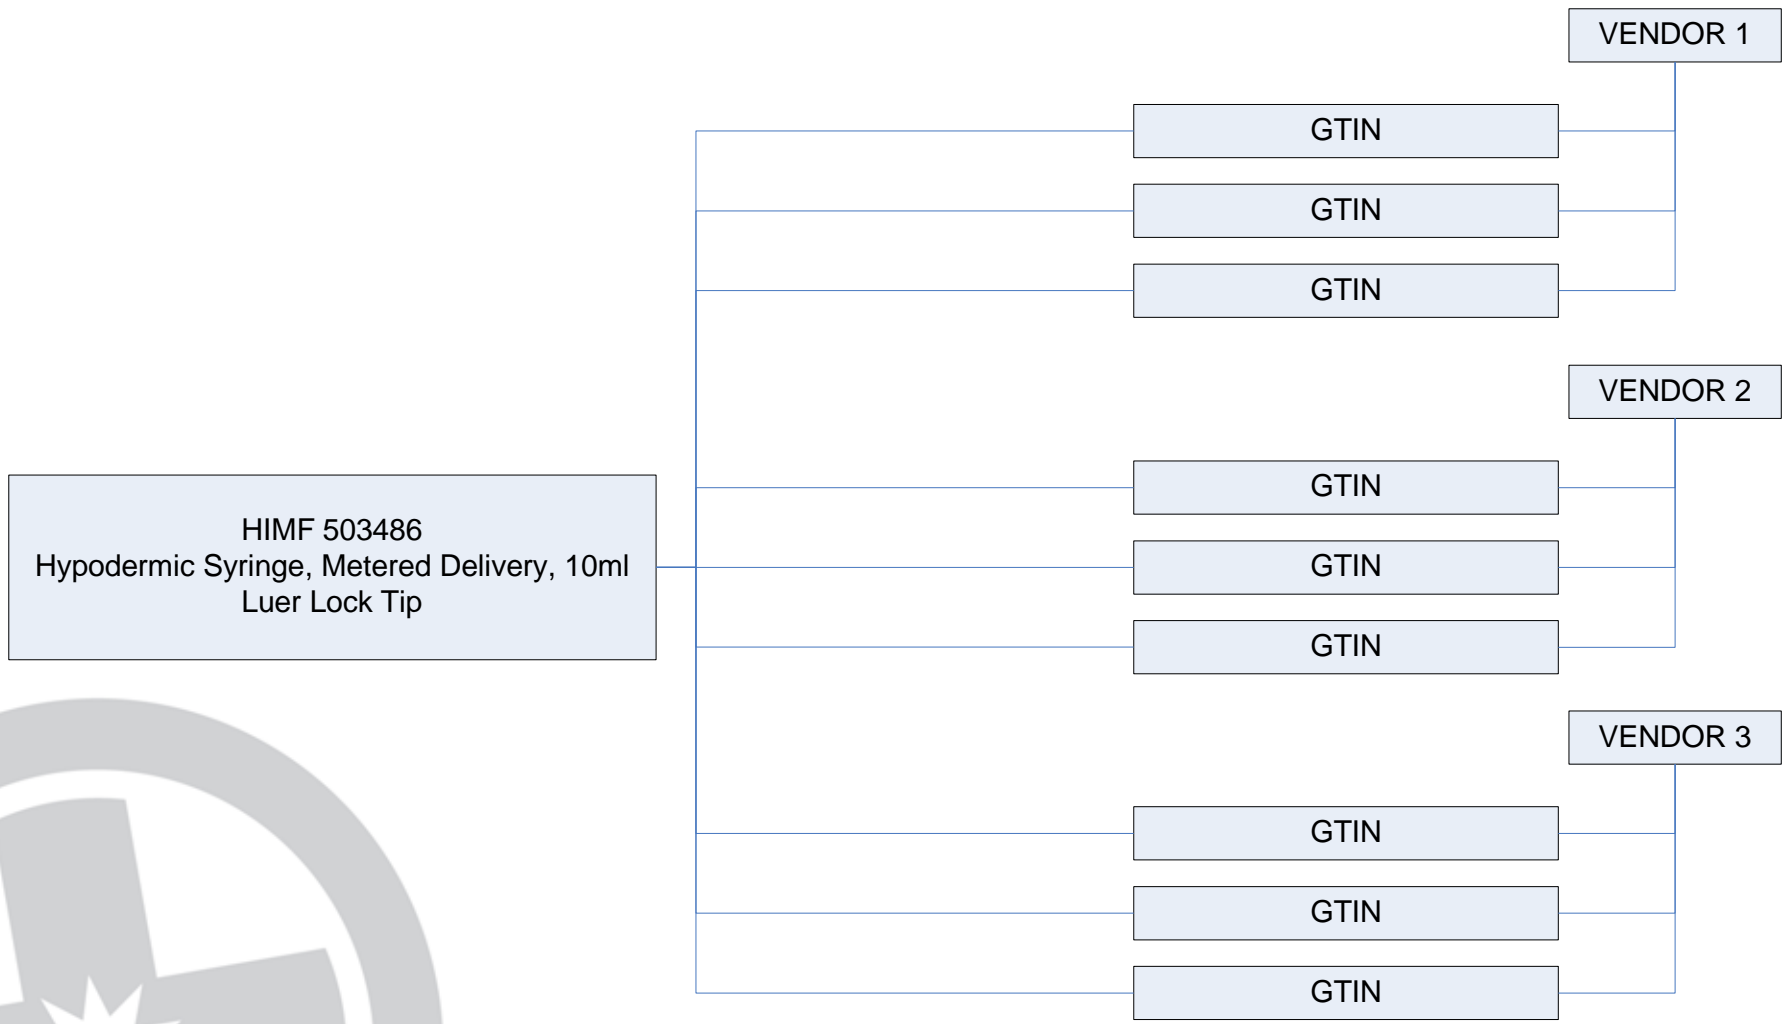 VENDOR 1
GTIN
GTIN
GTIN
VENDOR 2
GTIN
GTIN
GTIN
HIMF 503486
Hypodermic Syringe, Metered Delivery, 10ml
Luer Lock Tip
VENDOR 3
GTIN
GTIN
GTIN